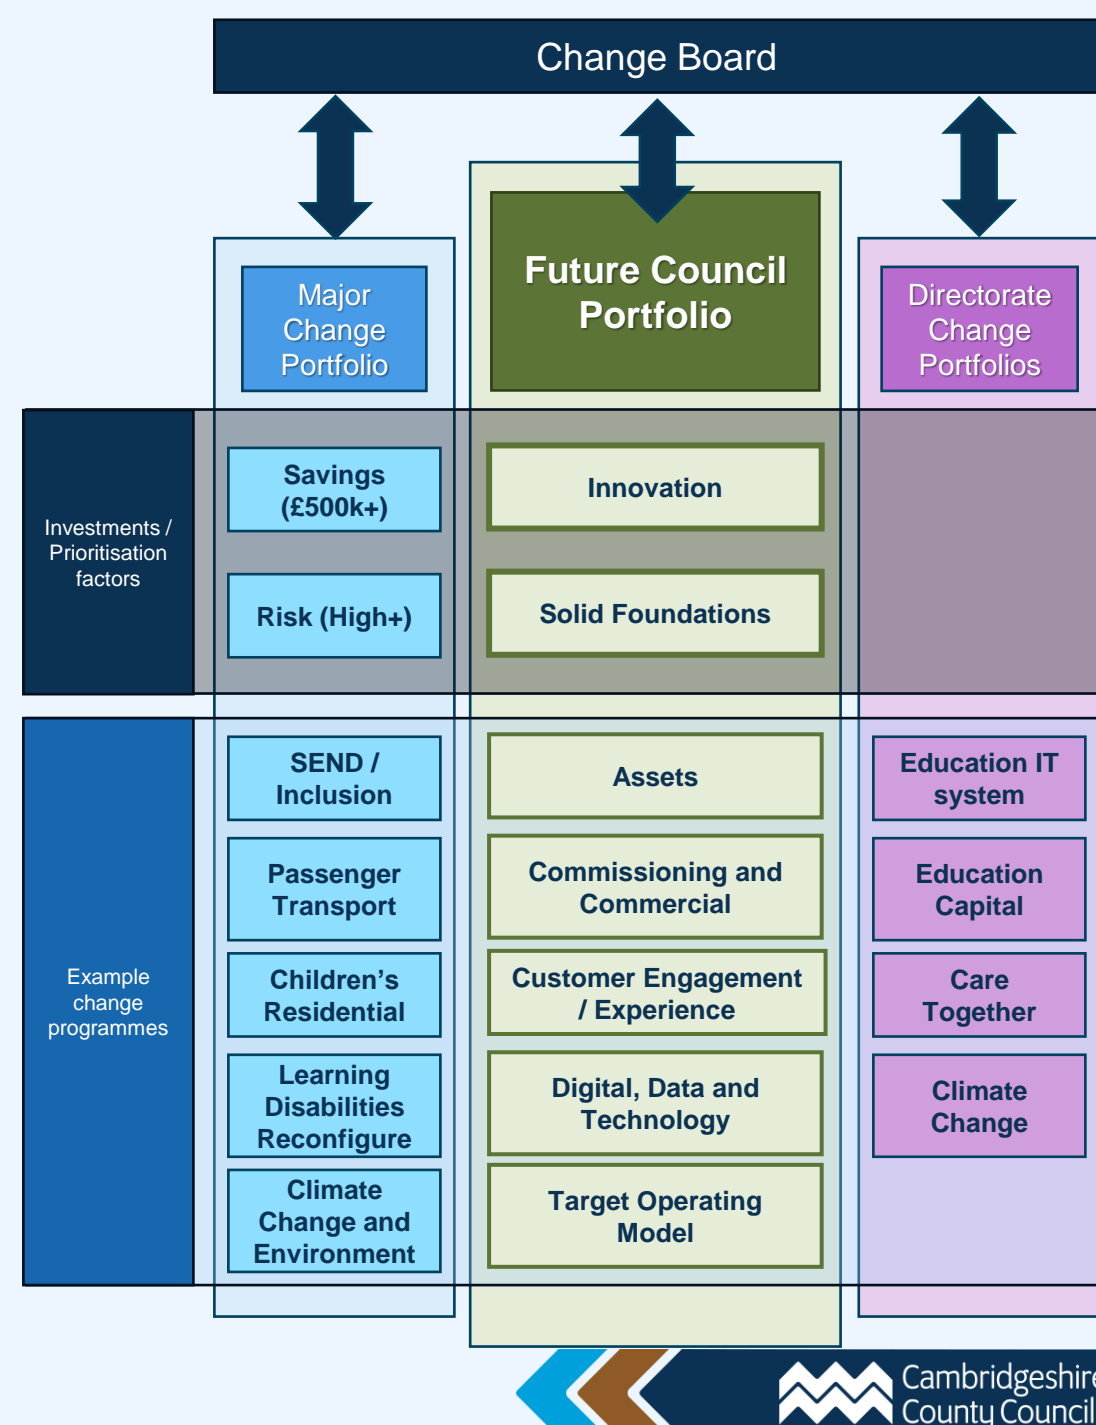 Change Board
Major
Change
Portfolio
Future Council
Portfolio
Directorate
Change
Portfolios
Investments /
Prioritisation
factors
Savings
(£500k+)
Innovation
Risk (High+)
Solid Foundations
Example
change
programmes
SEND /
Inclusion
Assets
Education IT
system
Passenger
Transport
Commissioning and
Commercial
Education
Capital
Children’s
Residential
Customer Engagement
/ Experience
Care
Together
Learning
Disabilities
Reconfigure
Digital, Data and
Technology
Climate
Change
Climate
Change and
Environment
Target Operating
Model
Cambridgeshire
County Council